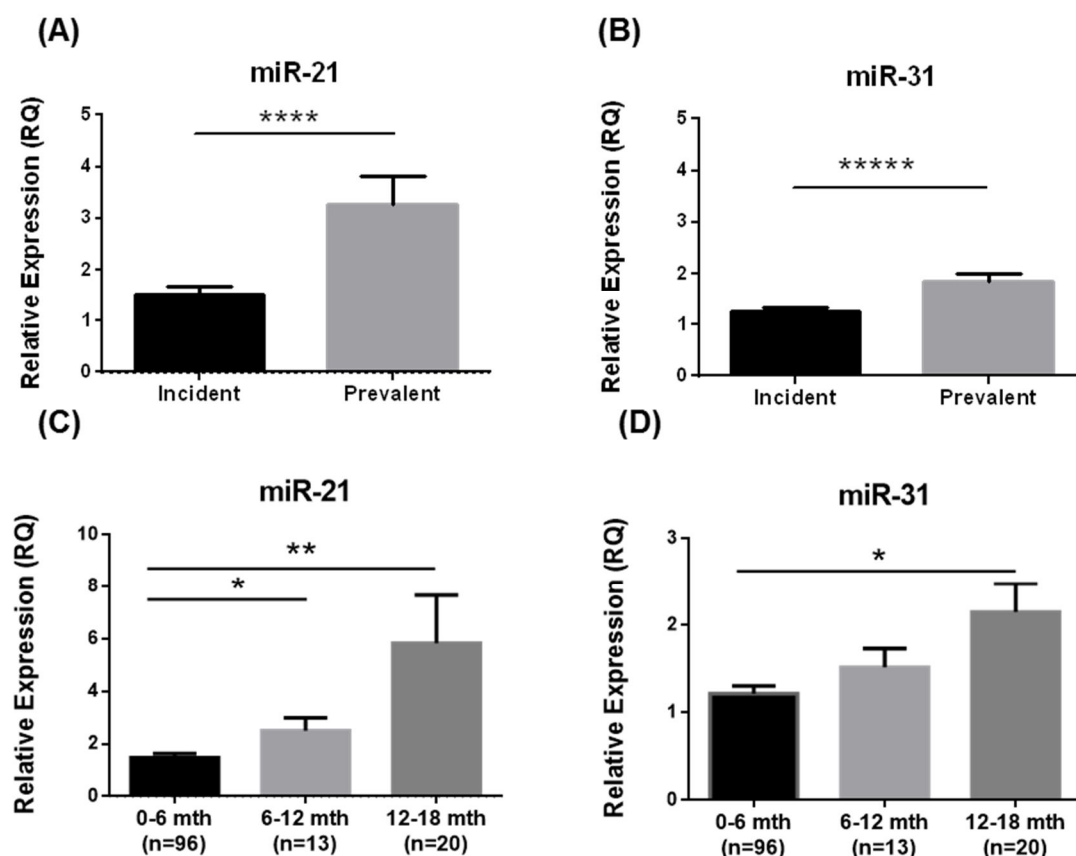 (A)
miR-21
Relative Expression (RQ)
5
4
3
2
1
0
****
Incident Prevalent
(B)
miR-31
Relative Expression (RQ)
5
4
3
2
1
0
*****
Incident Prevalent
(C)
miR-21
Relative Expression (RQ)
10
8
6
4
2
0
**
*
0-6 mth 6-12 mth 12-18 mth
(n=96) (n=13) (n=20)
(D)
miR-31
Relative Expression (RQ)
3
2
1
0
*
0-6 mth 6-12 mth 12-18 mth
(n=96) (n=13) (n=20)